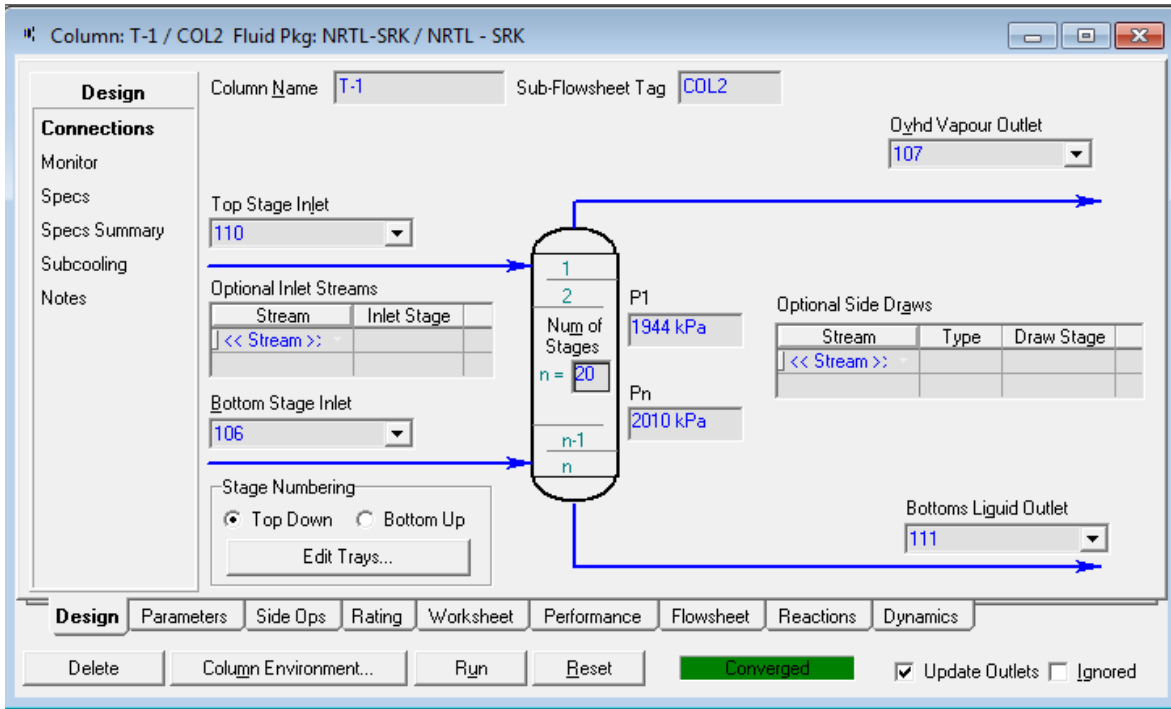 Column: T-1 / COL2 Fluid Pkg: NRTL-SRK / NRTL - SRK
Design
Connections
Monitor
Specs
Specs Summary
Subcooling
Notes
Column Name T-1
Sub-Flowsheet Tag COL2
Ovhd Vapour Outlet
107
Top Stage Inlet
110
Optional Inlet Streams
Stream Inlet Stage
<< Stream >>
Bottom Stage Inlet
106
Stage Numbering
Top Down Bottom Up
Edit Trays...
1
2
Num of
Stages
n = 20
n-1
n
P1
1944 kPa
Pn
2010 kPa
Optional Side Draws
Stream Type Draw Stage
<< Stream >>
Bottoms Liquid Outlet
111
Design Parameters Side Ops Rating Worksheet Performance Flowsheet Reactions Dynamics
Delete Column Environment... Run Reset Converged Update Outlets Ignored